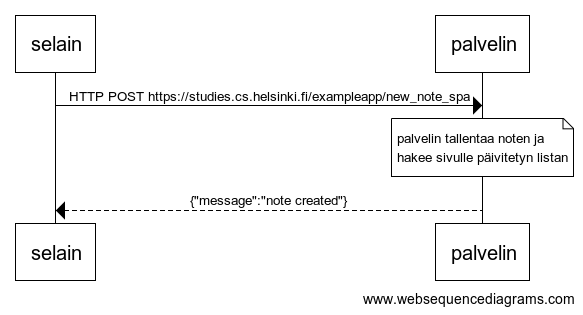 selain
palvelin
HTTP POST https://studies.cs.helsinki.fi/exampleapp/new_note_spa
palvelin tallentaa noten ja
hakee sivulle päivitetyn listan
{"message":"note created"}
selain
palvelin
www.websequencediagrams.com